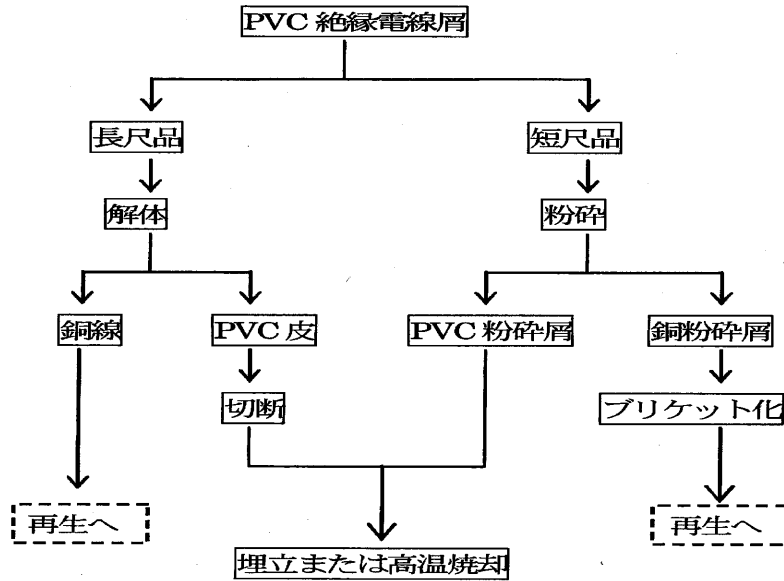 PVC 絶縁電線屑
長尺品
短尺品
解体
粉砕
銅線
PVC 皮
PVC 粉砕屑
銅粉砕屑
切断
ブリケット化
再生へ
再生へ
埋立または高温焼却